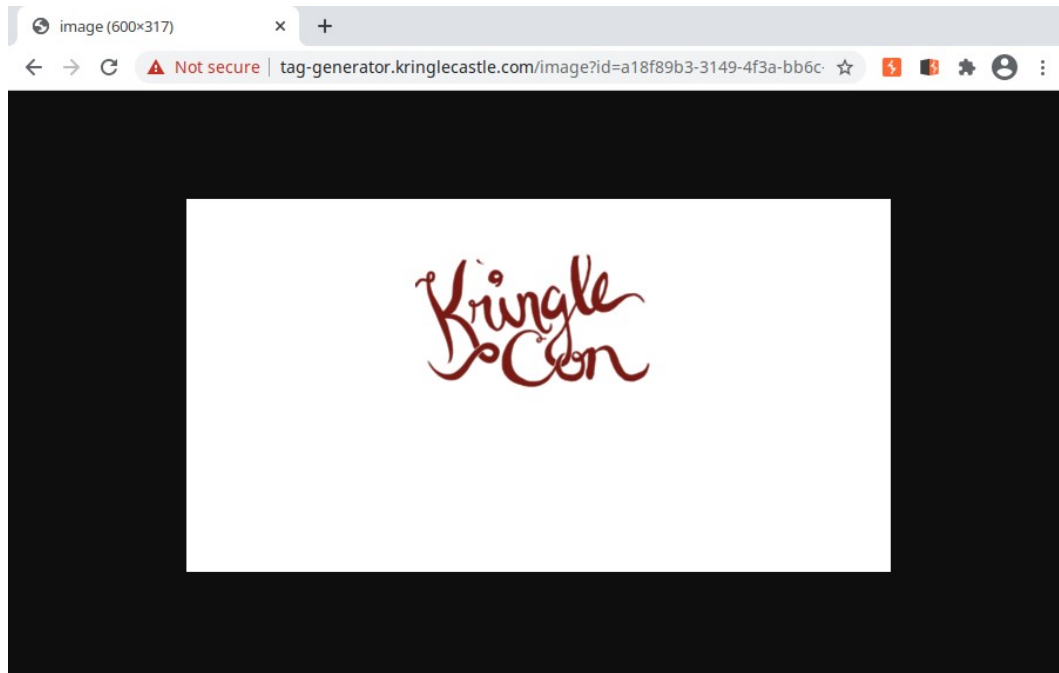 image (600×317)
Not secure tag-generator.kringlecastle.com/image?id=a18f89b3-3149-4f3a-bb6c-
Kringle
Con